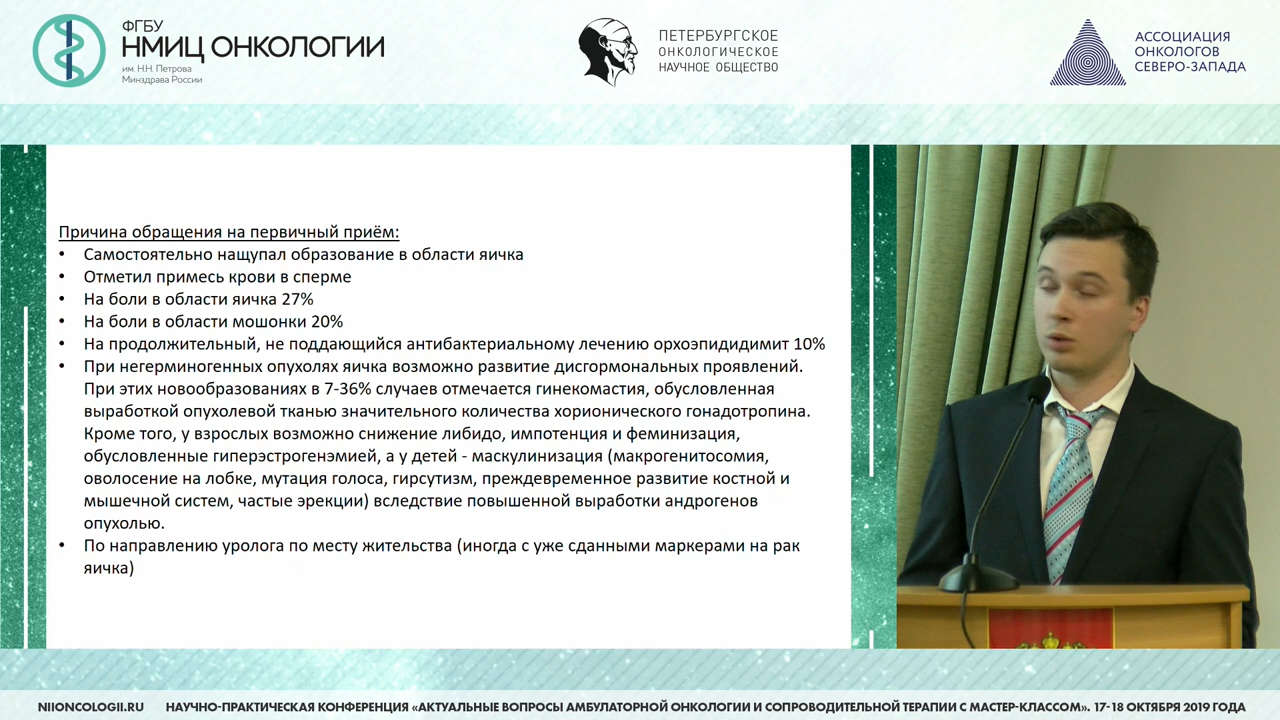 ФГБУ
НМИЦ ОНКОЛОГИИ
им. Н.Н. Петрова
Минздрава России
ПЕТЕРБУРГСКОЕ
ОНКОЛОГИЧЕСКОЕ
НАУЧНОЕ ОБЩЕСТВО
АССОЦИАЦИЯ
ОНКОЛОГОВ
СЕВЕРО-ЗАПАДА
Причина обращения на первичный приём:
• Самостоятельно нащупал образование в области яичка
• Отметил примесь крови в сперме
• На боли в области яичка 27%
• На боли в области мошонки 20%
• На продолжительный, не поддающийся антибактериальному лечению орхоэпидидимит 10%
• При негерминогенных опухолях яичка возможно развитие дисгормональных проявлений.
При этих новообразованиях в 7-36% случаев отмечается гинекомастия, обусловленная
выработкой опухолевой тканью значительного количества хорионического гонадотропина.
Кроме того, у взрослых возможно снижение либидо, импотенция и феминизация,
обусловленные гиперэстрогенэмией, а у детей - маскулинизация (макрогенитосомия,
оволосение на лобке, мутация голоса, гирсутизм, преждевременное развитие костной и
мышечной систем, частые эрекции) вследствие повышенной выработки андрогенов
опухолью.
• По направлению уролога по месту жительства (иногда с уже сданными маркерами на рак
яичка)
NIIONCOLOGII.RU НАУЧНО-ПРАКТИЧЕСКАЯ КОНФЕРЕНЦИЯ «АКТУАЛЬНЫЕ ВОПРОСЫ АМБУЛАТОРНОЙ ОНКОЛОГИИ И СОПРОВОДИТЕЛЬНОЙ ТЕРАПИИ С МАСТЕР-КЛАССОМ». 17-18 ОКТЯБРЯ 2019 ГОДА